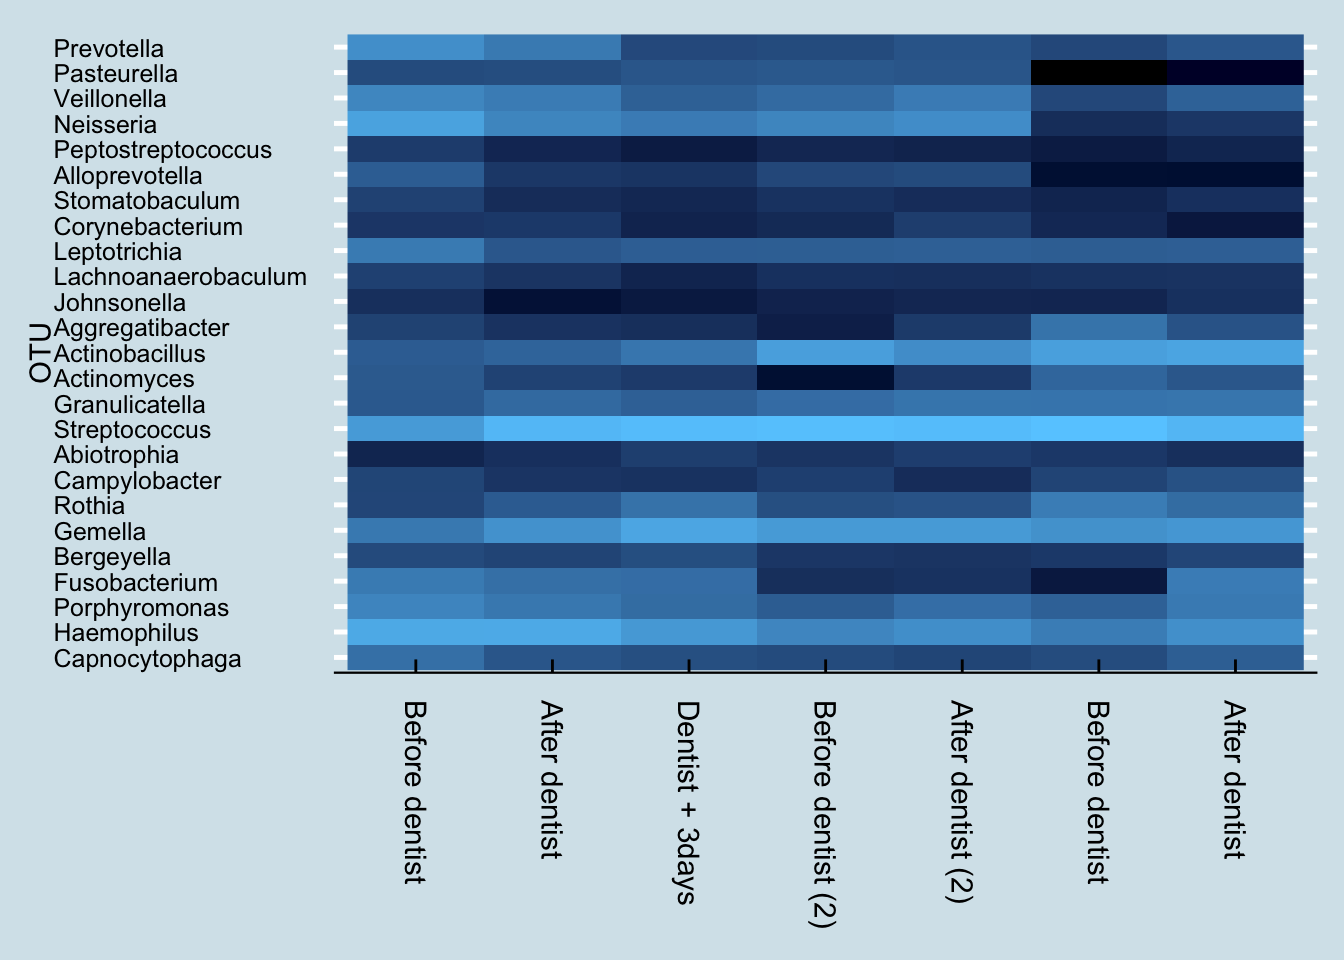 Prevotella
Pasteurella
Veillonella
Neisseria
Peptostreptococcus
Alloprevotella
Stomatobaculum
Corynebacterium
Leptotrichia
Lachnoanaerobaculum
Johnsonella
Aggregatibacter
Actinobacillus
Actinomyces
Granulicatella
Streptococcus
Abiotrophia
Campylobacter
Rothia
Gemella
Bergeyella
Fusobacterium
Porphyromonas
Haemophilus
Capnocytophaga
OTU
Before dentist
After dentist
Dentist + 3days
Before dentist (2)
After dentist (2)
Before dentist
After dentist